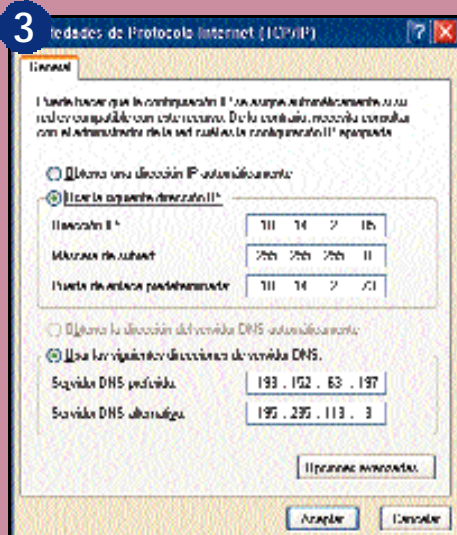 3
edades de Protocolo Internet (TCP/IP)
General
Puede hacer que la configuración IP se asigne automáticamente si su
red es compatible con este recurso. De lo contrario, necesita consultar
con el administrador de la red cuál es la configuración IP apropiada.
Obtener una dirección IP automáticamente
Usar la siguiente dirección IP:
Dirección IP:
10 14 2
Máscara de subred:
255 255 255 0
Puerta de enlace predeterminada:
10 14 2
Obtener la dirección del servidor DNS automáticamente
Usar las siguientes direcciones de servidor DNS:
Servidor DNS preferido:
193 . 152 . 63 . 197
Servidor DNS alternativo:
195 . 235 . 113 . 3
Opciones avanzadas...
Aceptar
Cancelar